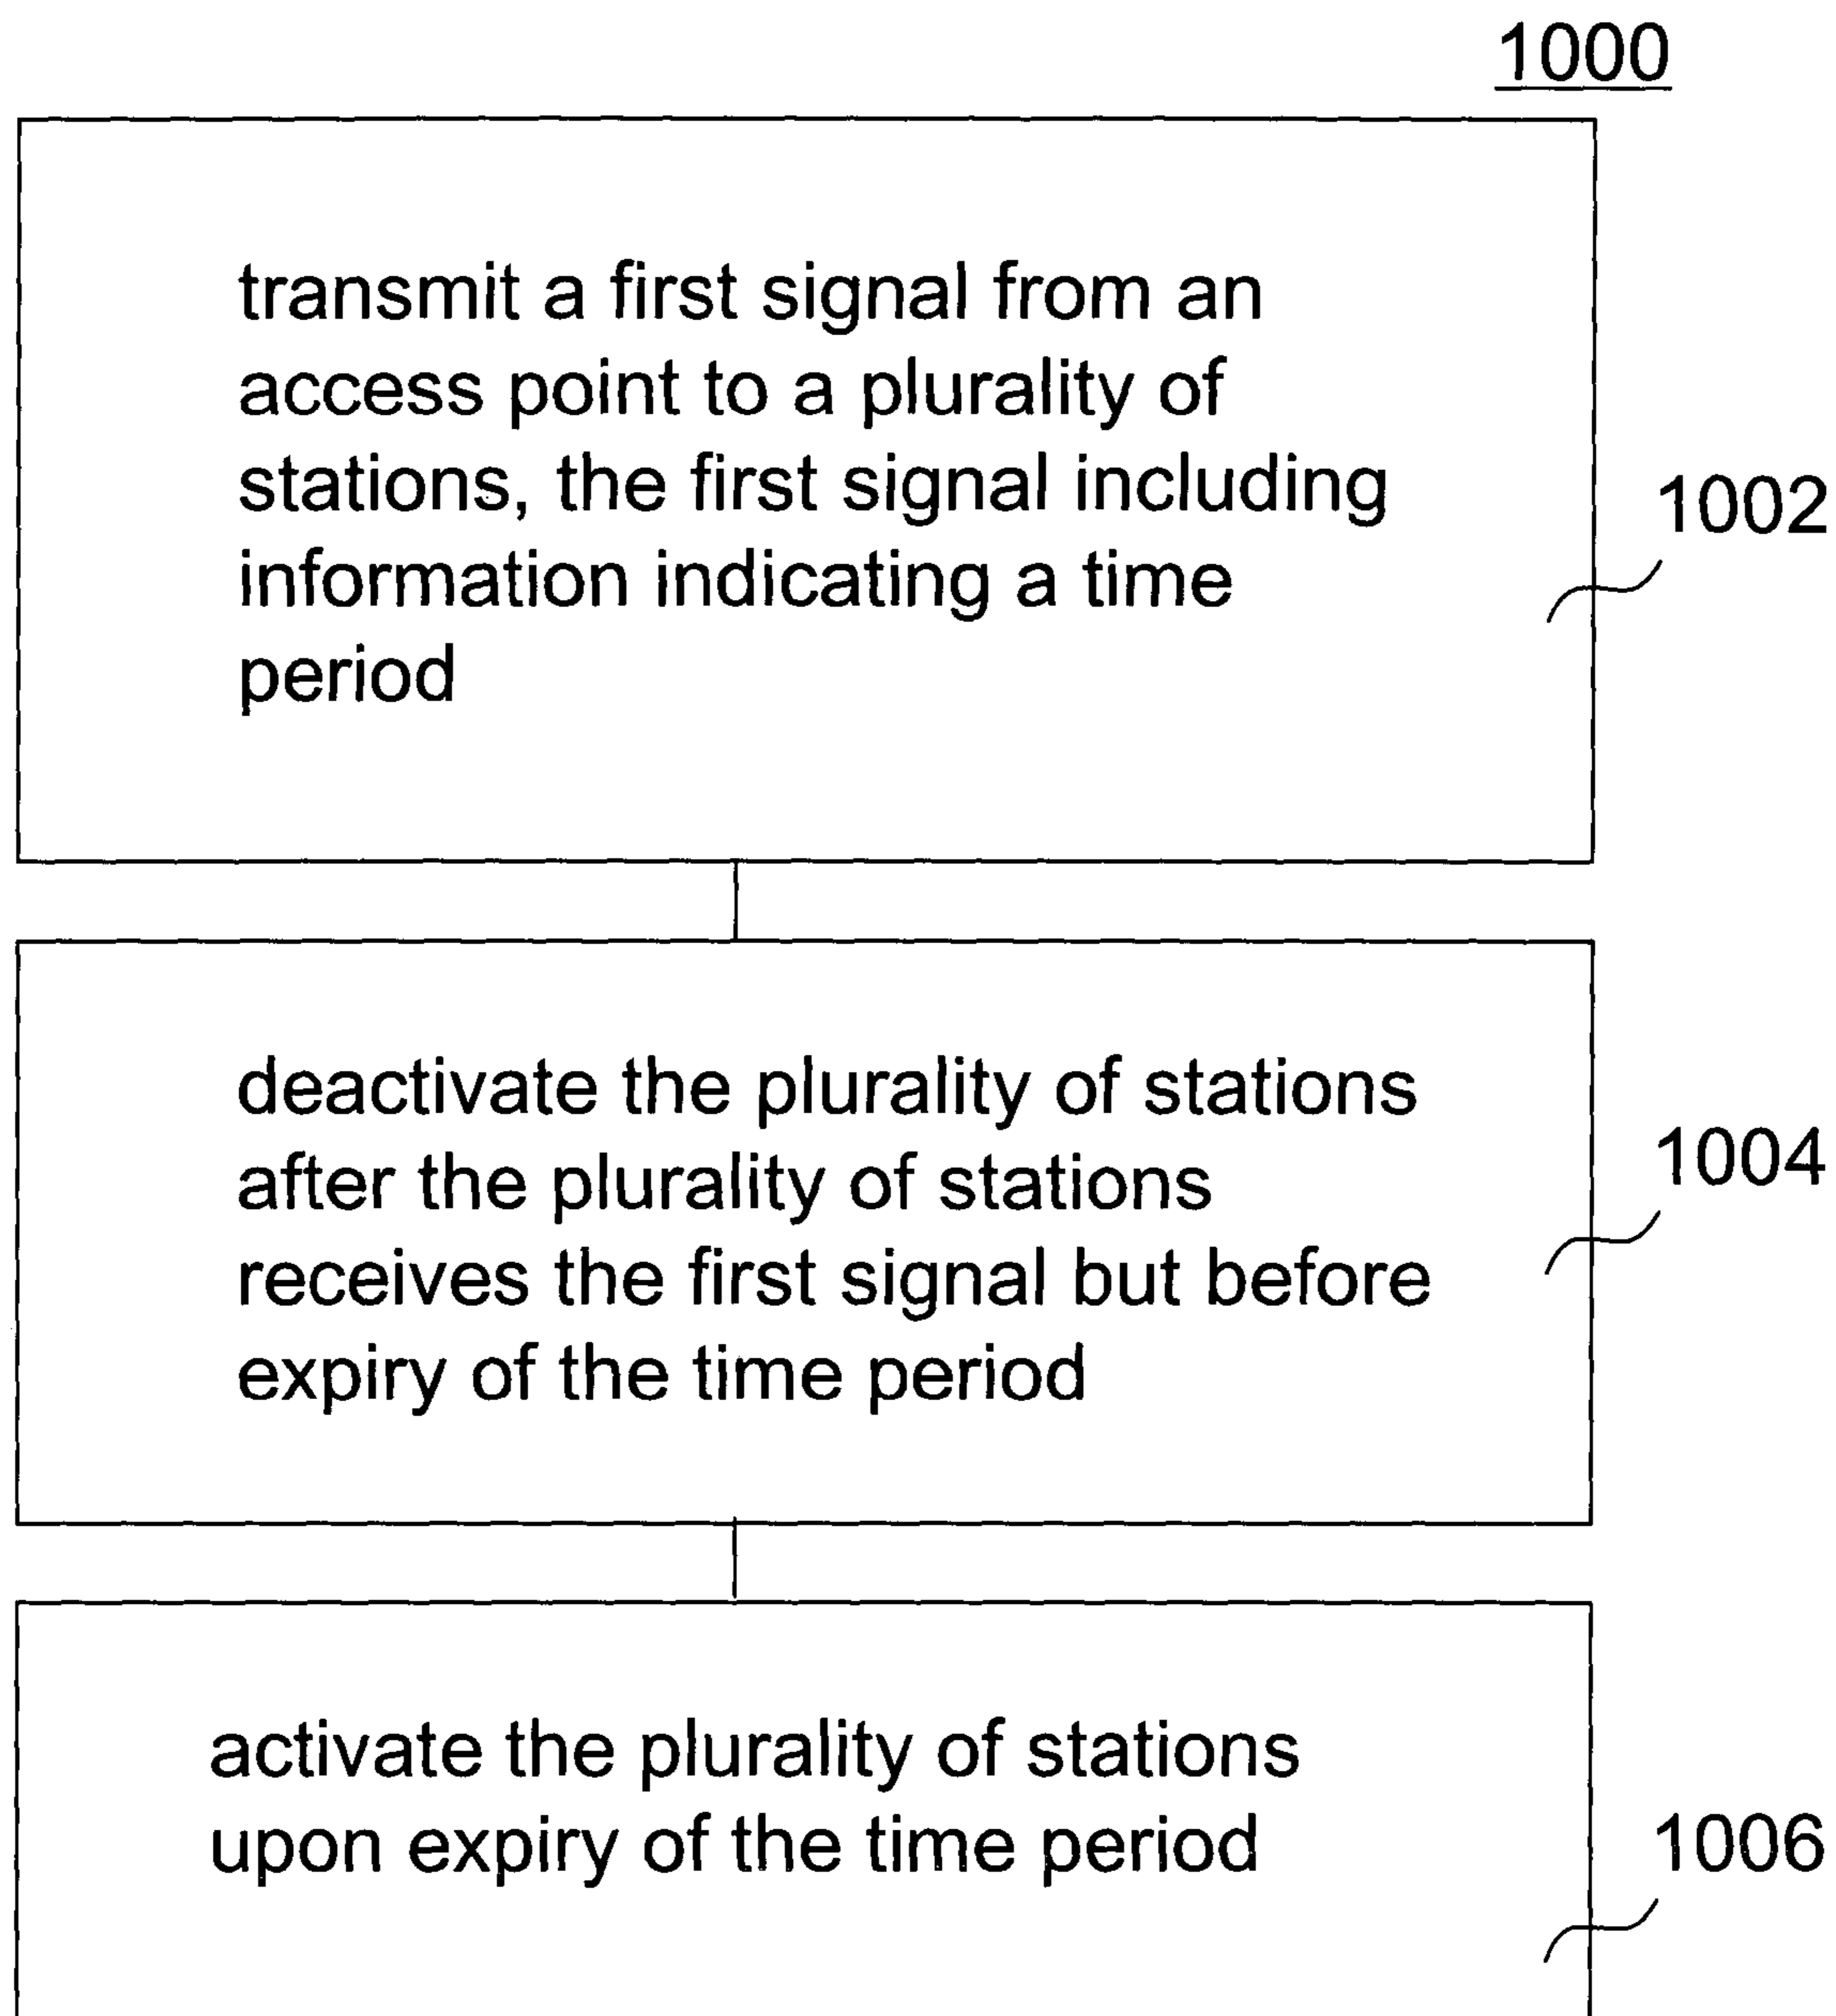 1000
transmit a first signal from an
access point to a plurality of
stations, the first signal including
information indicating a time
period
1002
deactivate the plurality of stations
after the plurality of stations
receives the first signal but before
expiry of the time period
1004
activate the plurality of stations
upon expiry of the time period
1006